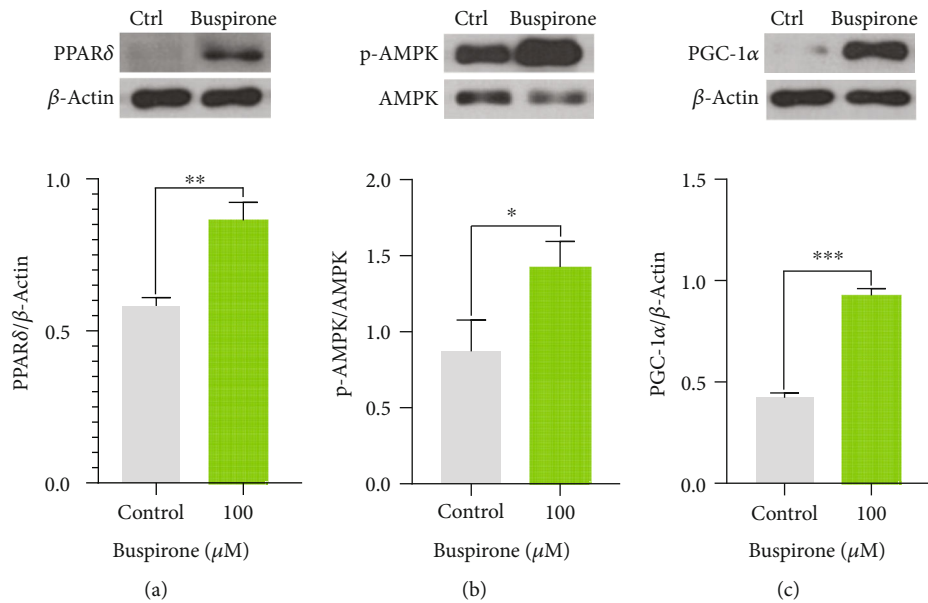 Ctrl Buspirone
PPARδ
β-Actin
1.0
**
0.5
0.0
PPARδ/β-Actin
Control 100
Buspirone (μM)
(a)
Ctrl Buspirone
p-AMPK
AMPK
2.0
*
1.5
1.0
0.5
0.0
p-AMPK/AMPK
Control 100
Buspirone (μM)
(b)
Ctrl Buspirone
PGC-1α
β-Actin
1.5
***
1.0
0.5
0.0
PGC-1α/β-Actin
Control 100
Buspirone (μM)
(c)